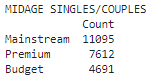 MIDAGE SINGLES/COUPLES
Count
Mainstream 11095
Premium 7612
Budget 4691